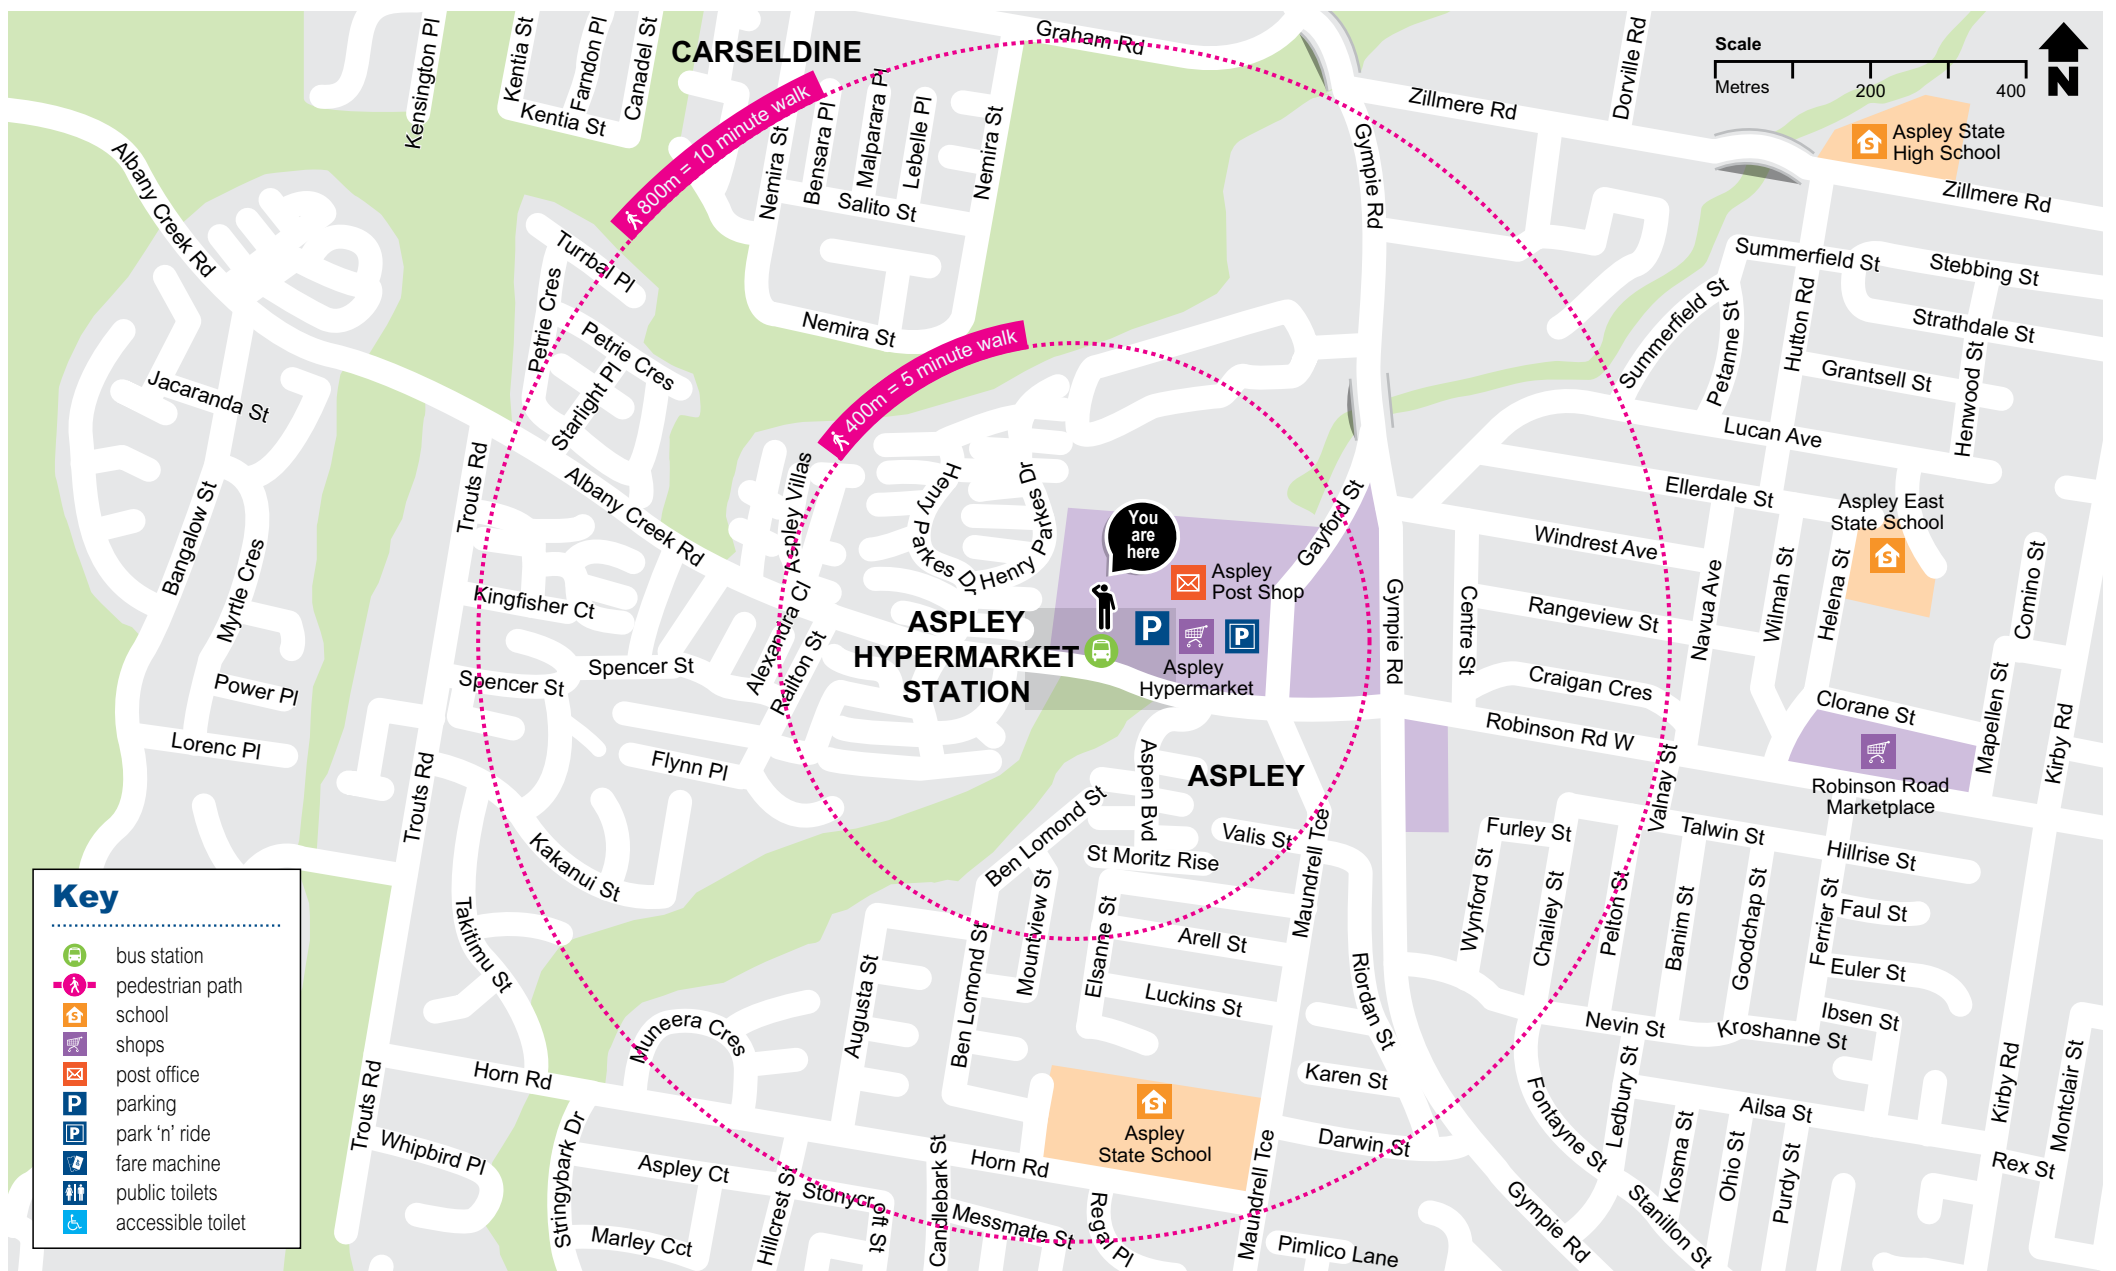 CARSELDINE
Graham Rd
Kensington Pl
Kentia St
Farndon Pl
Canadel St
Kentia St
Dorville Rd
Scale
Metres
200
400
N
Zillmere Rd
Aspley State
High School
Zillmere Rd
Gympie Rd
800m = 10 minute walk
Nemira St
Bensara Pl
Malparara Pl
Lebelle Pl
Nemira St
Salito St
Nemira St
Albany Creek Rd
Turrbal Pl
Petrie Cres
Petrie Cres
Starlight Pl
Summerfield St
Stebbing St
Summerfield St
Petanne St
Hutton Rd
Strathdale St
Grantsell St
Henwood St
Lucan Ave
400m = 5 minute walk
Jacaranda St
Trouts Rd
Albany Creek Rd
Aspley Villas
Henry Parkes Dr
Henry Parkes Dr
Gayford St
Ellerdale St
Aspley East
State School
Bangalow St
Myrtle Cres
You
are
here
Windrest Ave
Aspley
Post Shop
Kingfisher Ct
Alexandra Cl
Railton St
ASPLEY
HYPERMARKET
STATION
P
P
Aspley
Hypermarket
Gympie Rd
Centre St
Rangeview St
Navua Ave
Wilmah St
Helena St
Comino St
Spencer St
Spencer St
Power Pl
Lorenc Pl
Craigan Cres
Clorane St
Mapellen St
Kirby Rd
Robinson Rd W
Flynn Pl
Aspen Bvd
ASPLEY
Valnay St
Robinson Road
Marketplace
Trouts Rd
Kakanui St
Ben Lomond St
Valis St
St Moritz Rise
Maundrell Tce
Furley St
Talwin St
Hillrise St
Wynford St
Chailey St
Pelton St
Banim St
Goodchap St
Ferrier St
Faul St
Euler St
Takitimu St
Mountview St
Elsanne St
Arell St
Augusta St
Ben Lomond St
Luckins St
Riordan St
Nevin St
Kroshanne St
Ibsen St
Muneera Cres
Horn Rd
Karen St
Aspley
State School
Fontayne St
Ledbury St
Ailsa St
Kirby Rd
Montclair St
Trouts Rd
Whipbird Pl
Stringybark Dr
Aspley Ct
Horn Rd
Darwin St
Kosma St
Ohio St
Purdy St
Rex St
Marley Cct
Hillcrest St
Stonycroft St
Candlebark St
Messmate St
Regal Pl
Maundrell Tce
Pimlico Lane
Gympie Rd
Stanillon St
Key
bus station
pedestrian path
S school
shops
post office
P parking
P park ‘n’ ride
fare machine
public toilets
accessible toilet